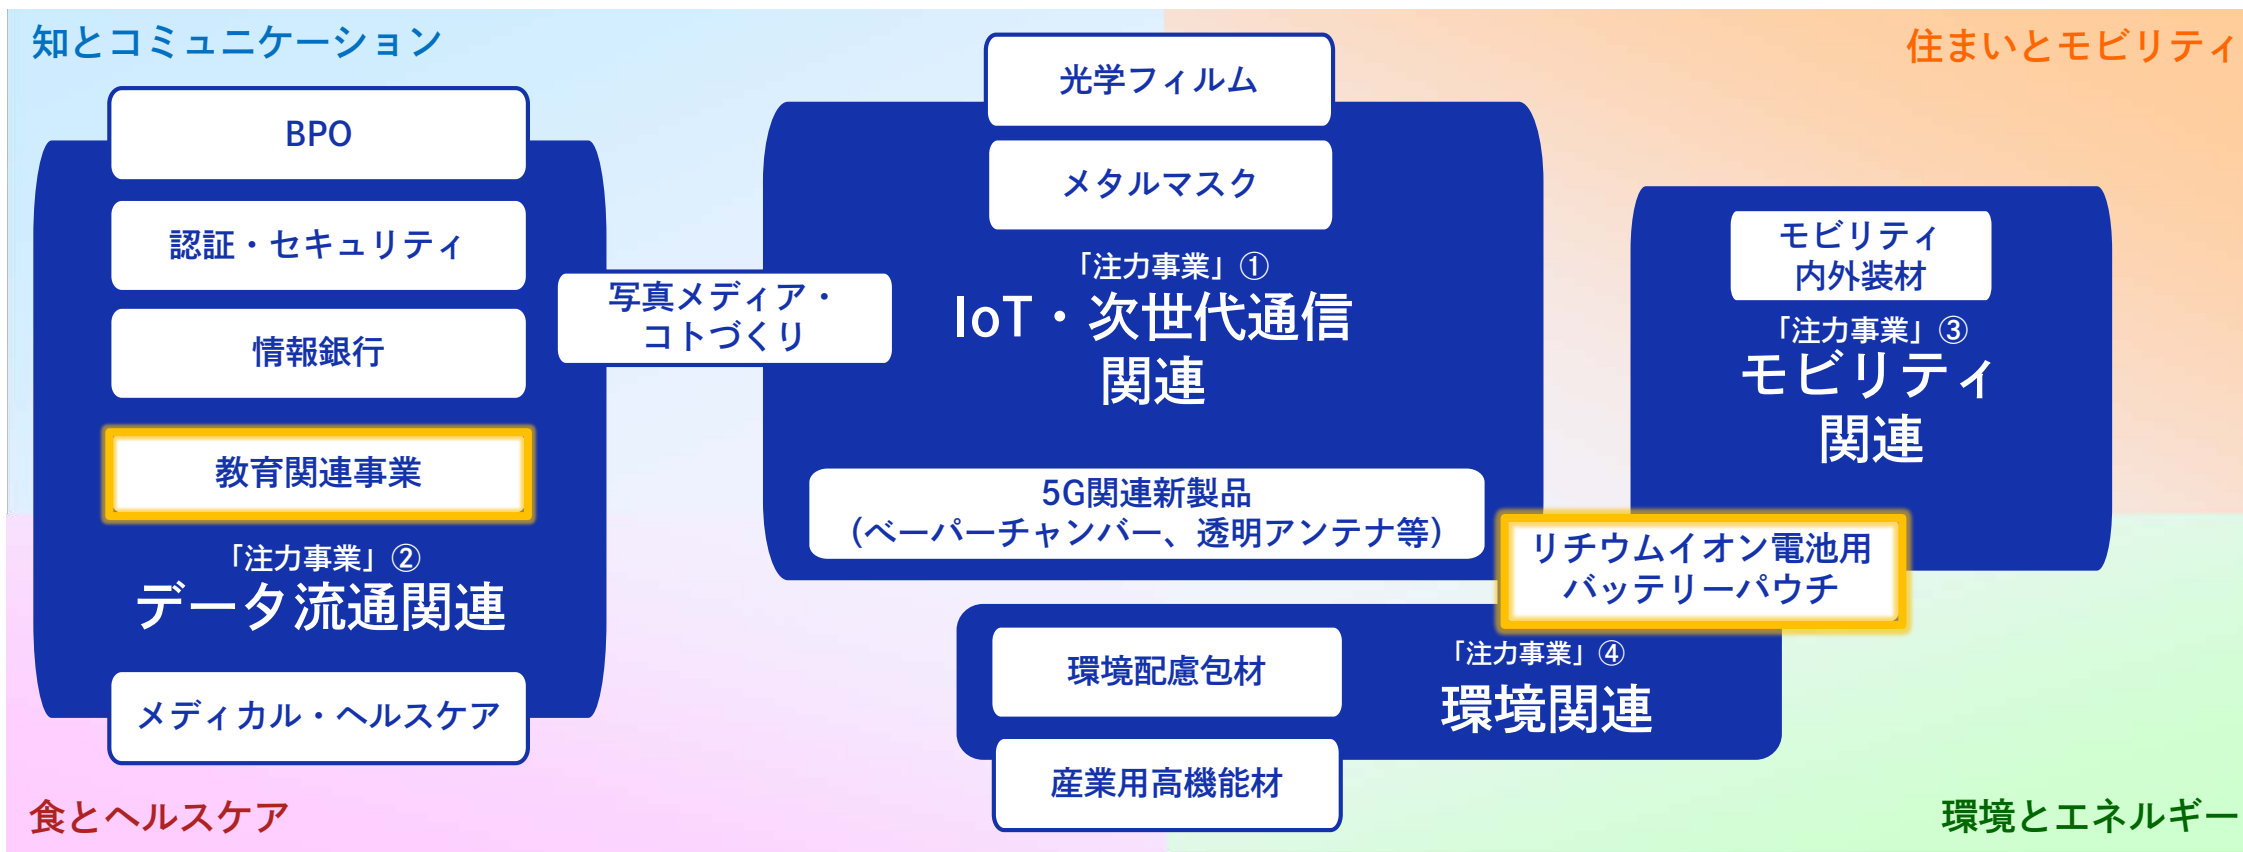 知とコミュニケーション
住まいとモビリティ
BPO
認証・セキュリティ
情報銀行
教育関連事業
「注力事業」②
データ流通関連
メディカル・ヘルスケア
写真メディア・
コトづくり
光学フィルム
メタルマスク
「注力事業」①
IoT・次世代通信
関連
5G関連新製品
(ベーパーチャンバー、透明アンテナ等)
モビリティ
内外装材
「注力事業」③
モビリティ
関連
リチウムイオン電池用
バッテリーパウチ
環境配慮包材
「注力事業」④
環境関連
産業用高機能材
食とヘルスケア
環境とエネルギー